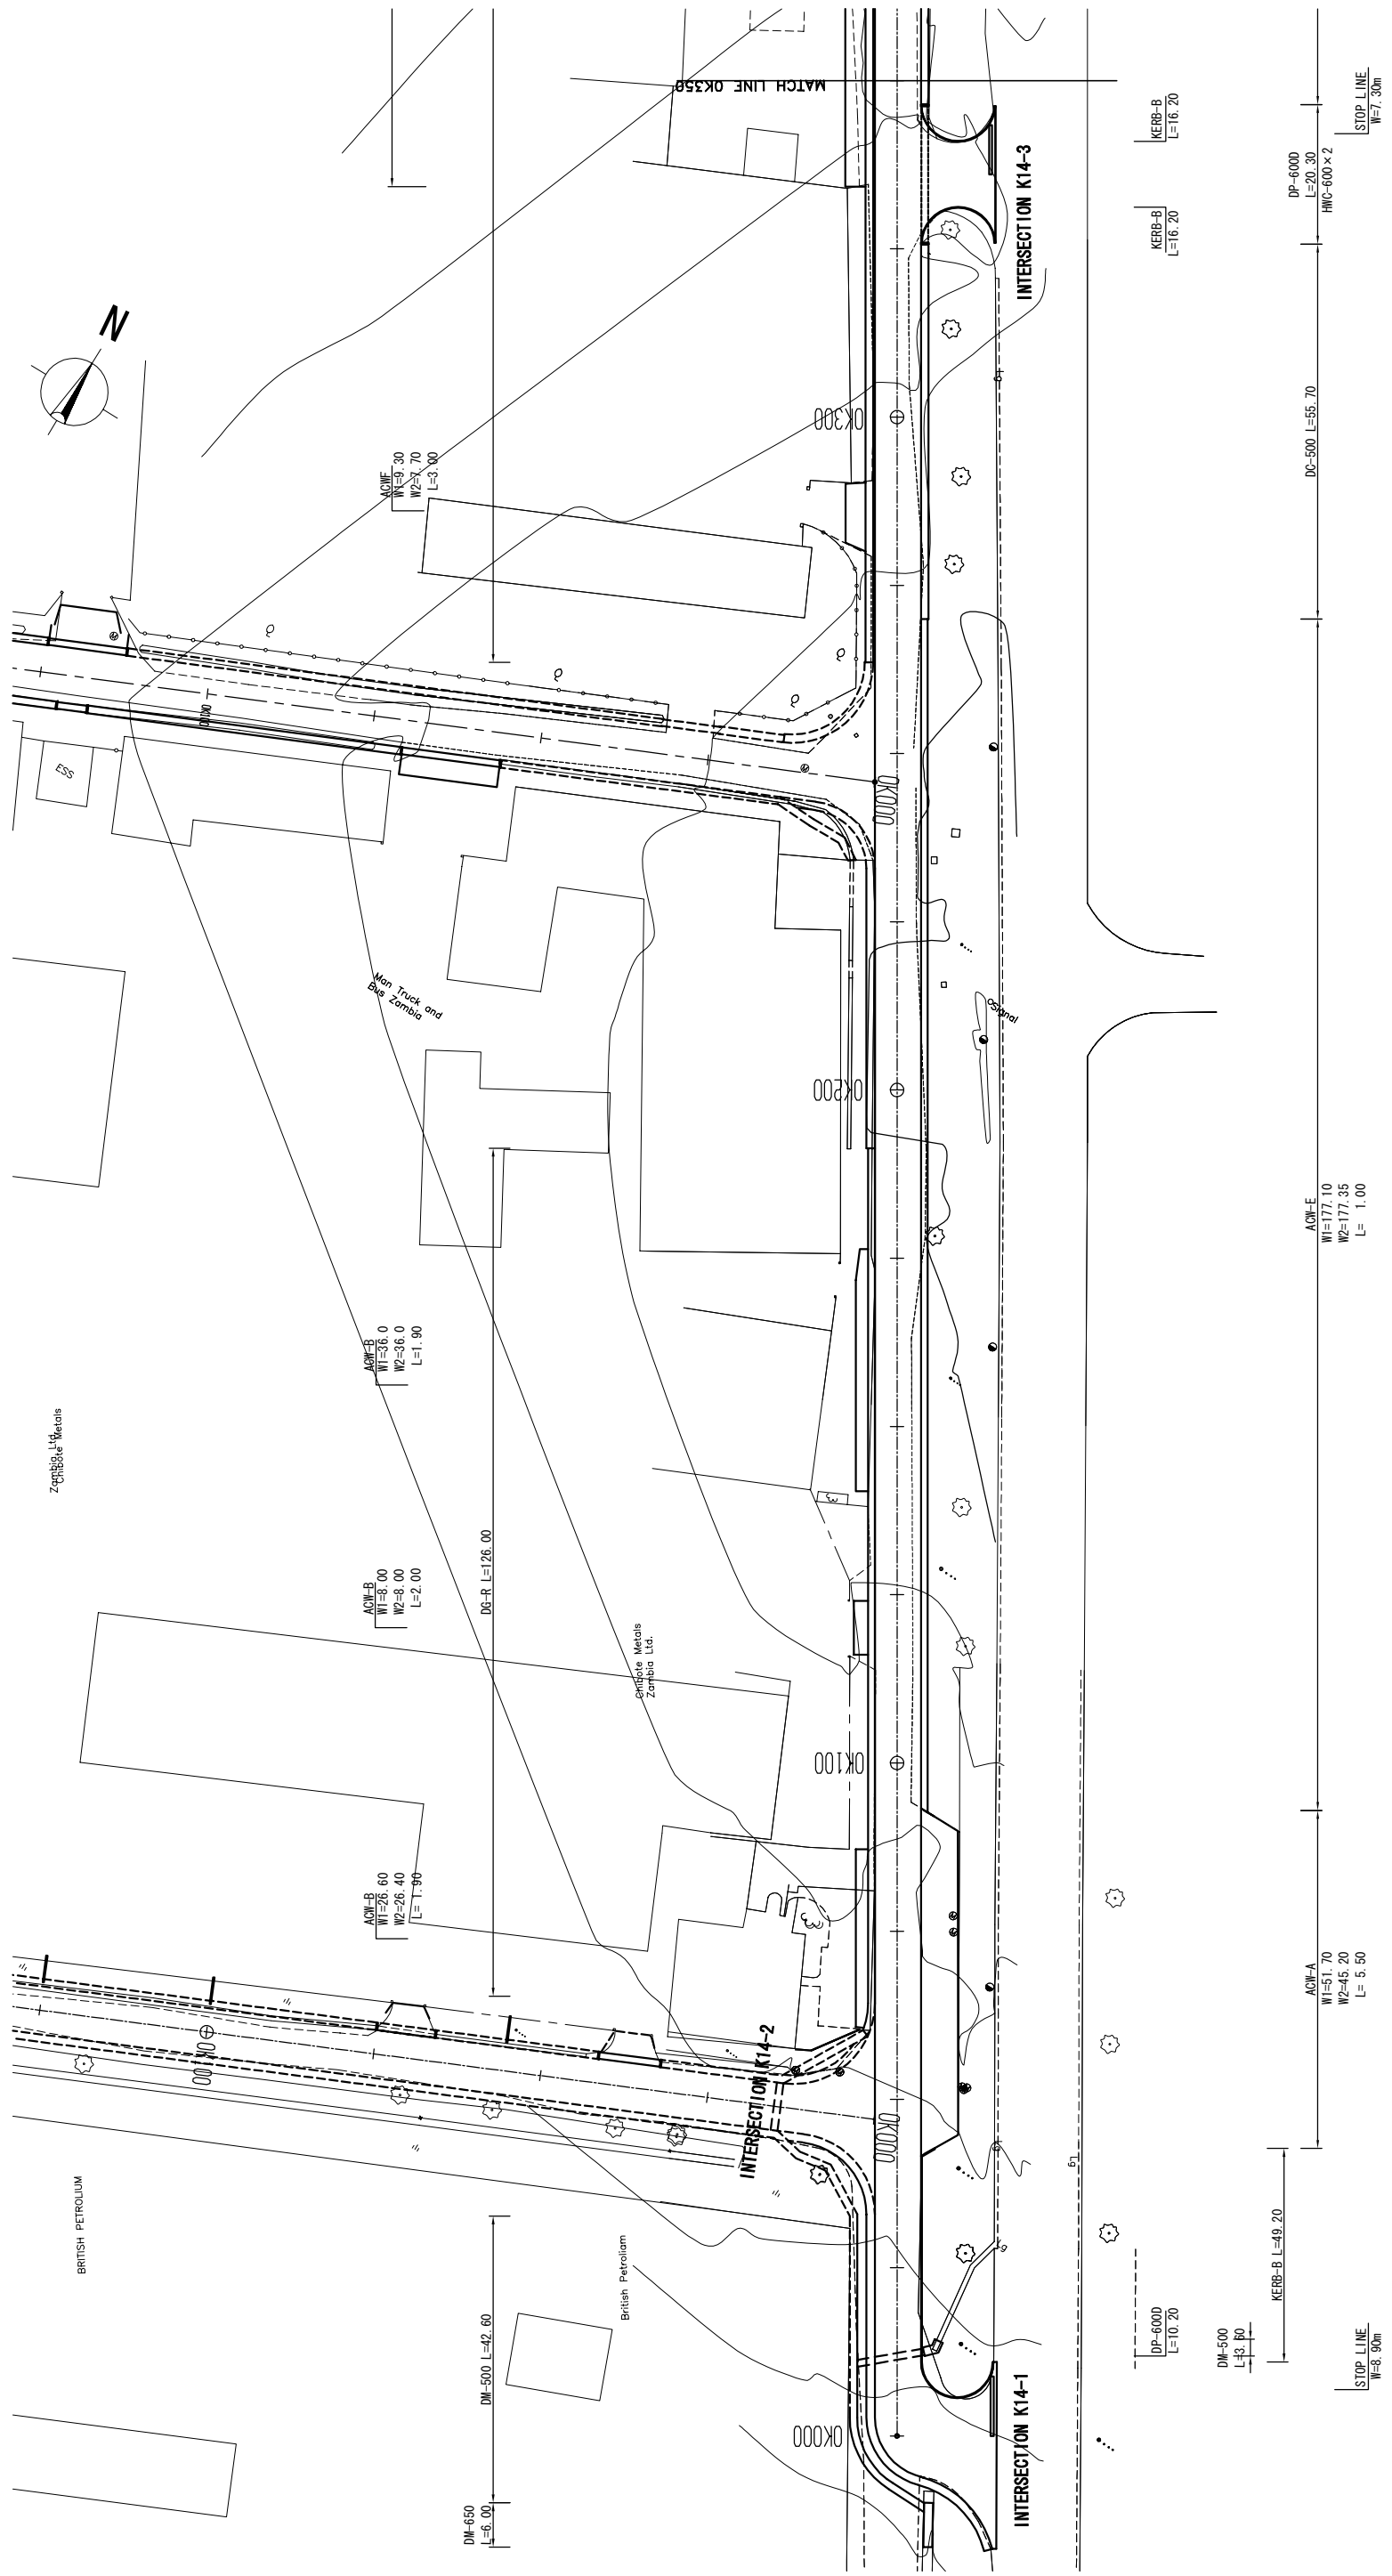 MATCH LINE 0K350
KERB-B
L=16.20
STOP LINE
W=7.30m
DP-600D
L=20.30
HWC-600×2
KERB-B
L=16.20
INTERSECTION K14-3
N
DC-500 L=55.70
0K300
ACWF
W1=9.30
W2=7.70
L=3.00
ESS
0K000
Man Truck and
Bus Zambia
Signal
0K200
ACW-E
W1=177.10
W2=177.35
L= 1.00
ACW-B
W1=36.0
W2=36.0
L=1.90
Zambia Ltd.
Chibote Metals
DG-R L=126.00
ACW-B
W1=8.00
W2=8.00
L=2.00
Chibote Metals
Zambia Ltd.
0K100
ACW-B
W1=26.60
W2=26.40
L= 1.90
ACW-A
W1=51.70
W2=45.20
L= 5.50
INTERSECTION K14-2
0K100
0K000
Lg
Lg
Lg
Lg
BRITISH PETROLIUM
British Petroliam
KERB-B L=49.20
DP-600D
L=10.20
DM-500
L=3.60
STOP LINE
W=8.90m
DM-500 L=42.60
0K000
INTERSECTION K14-1
DM-650
L=6.00